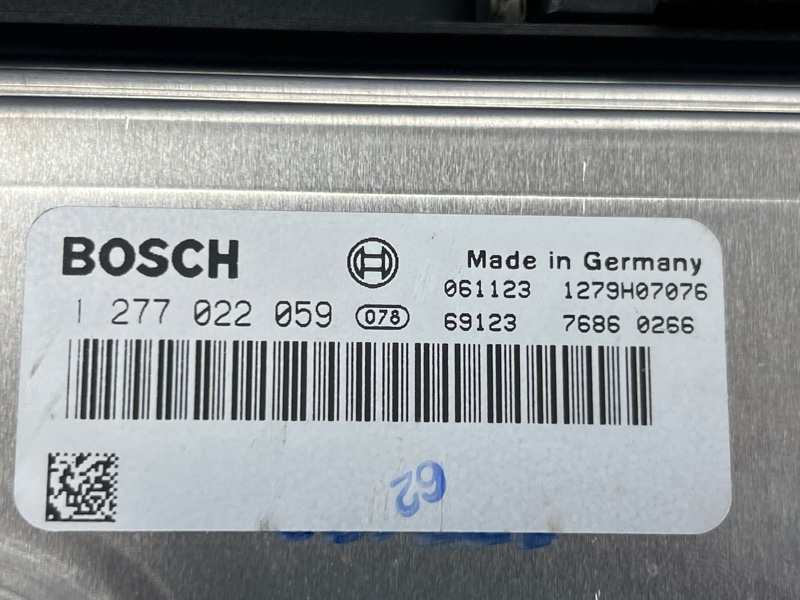 BOSCH
Made in Germany
061123 1279H07076
1 277 022 059 078
69123 7686 0266
62